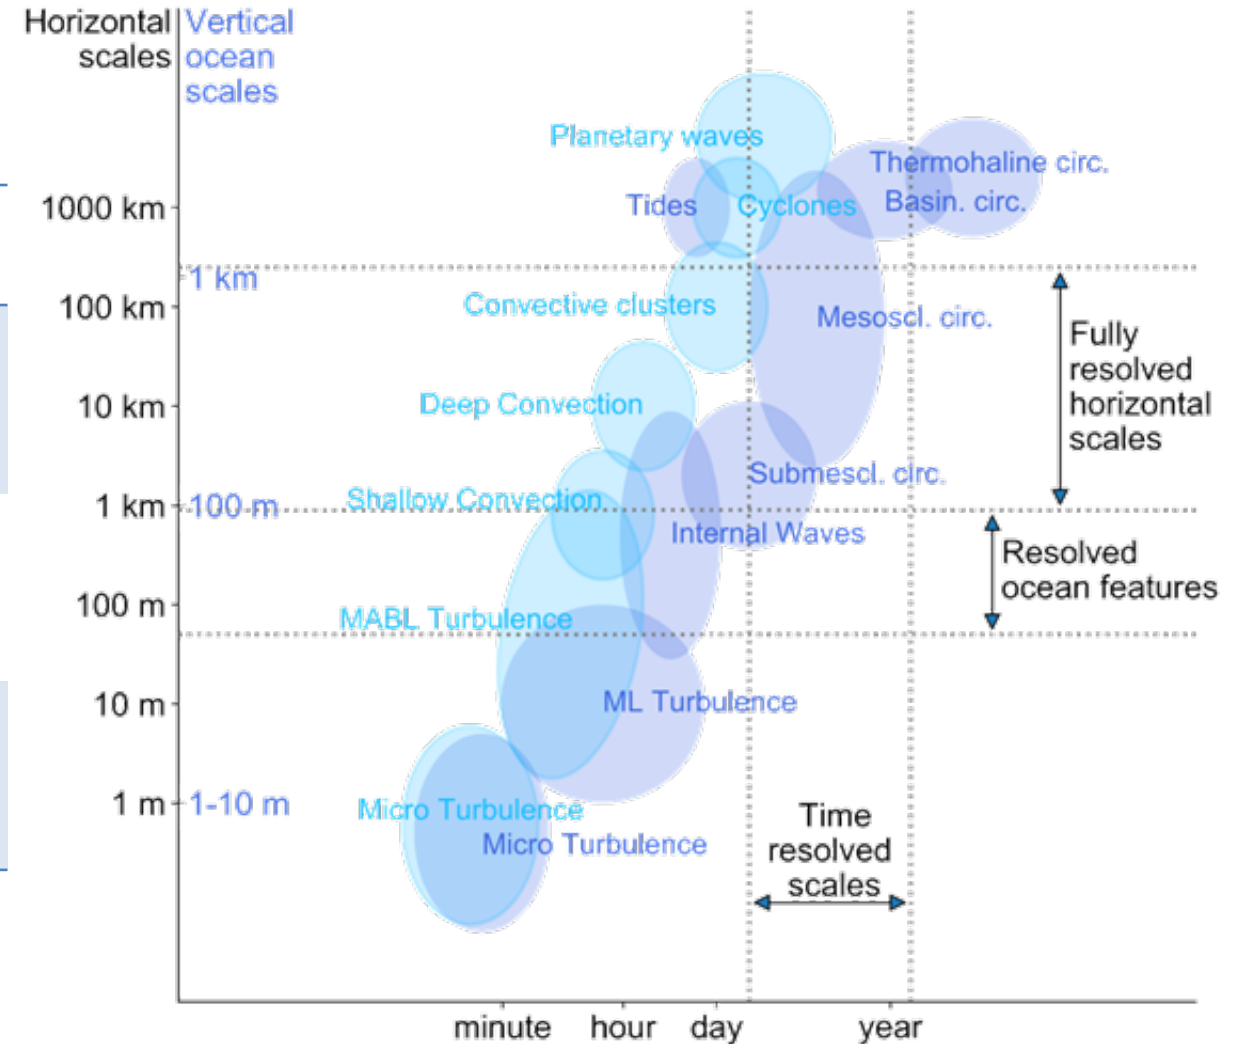 Horizontal
scales
Vertical
ocean
scales
Planetary waves
Thermohaline circ.
1000 km
Tides
Cyclones
Basin. circ.
1 km
100 km
Convective clusters
Mesoscl. circ.
Fully
resolved
horizontal
scales
10 km
Deep Convection
Submescl. circ.
1 km
100 m
Shallow Convection
Internal Waves
Resolved
ocean features
100 m
MABL Turbulence
10 m
ML Turbulence
1 m
1-10 m
Micro Turbulence
Micro Turbulence
Time
resolved
scales
minute
hour
day
year